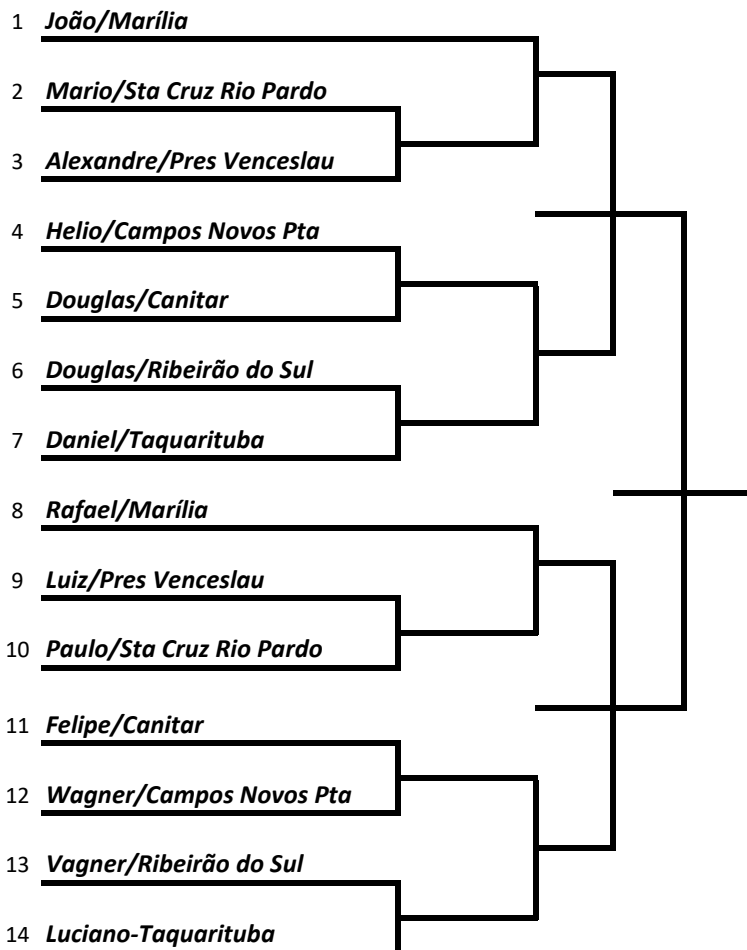 1 João/Marília
2 Mario/Sta Cruz Rio Pardo
3 Alexandre/Pres Venceslau
4 Helio/Campos Novos Pta
5 Douglas/Canitar
6 Douglas/Ribeirão do Sul
7 Daniel/Taquarituba
8 Rafael/Marília
9 Luiz/Pres Venceslau
10 Paulo/Sta Cruz Rio Pardo
11 Felipe/Canitar
12 Wagner/Campos Novos Pta
13 Vagner/Ribeirão do Sul
14 Luciano-Taquarituba